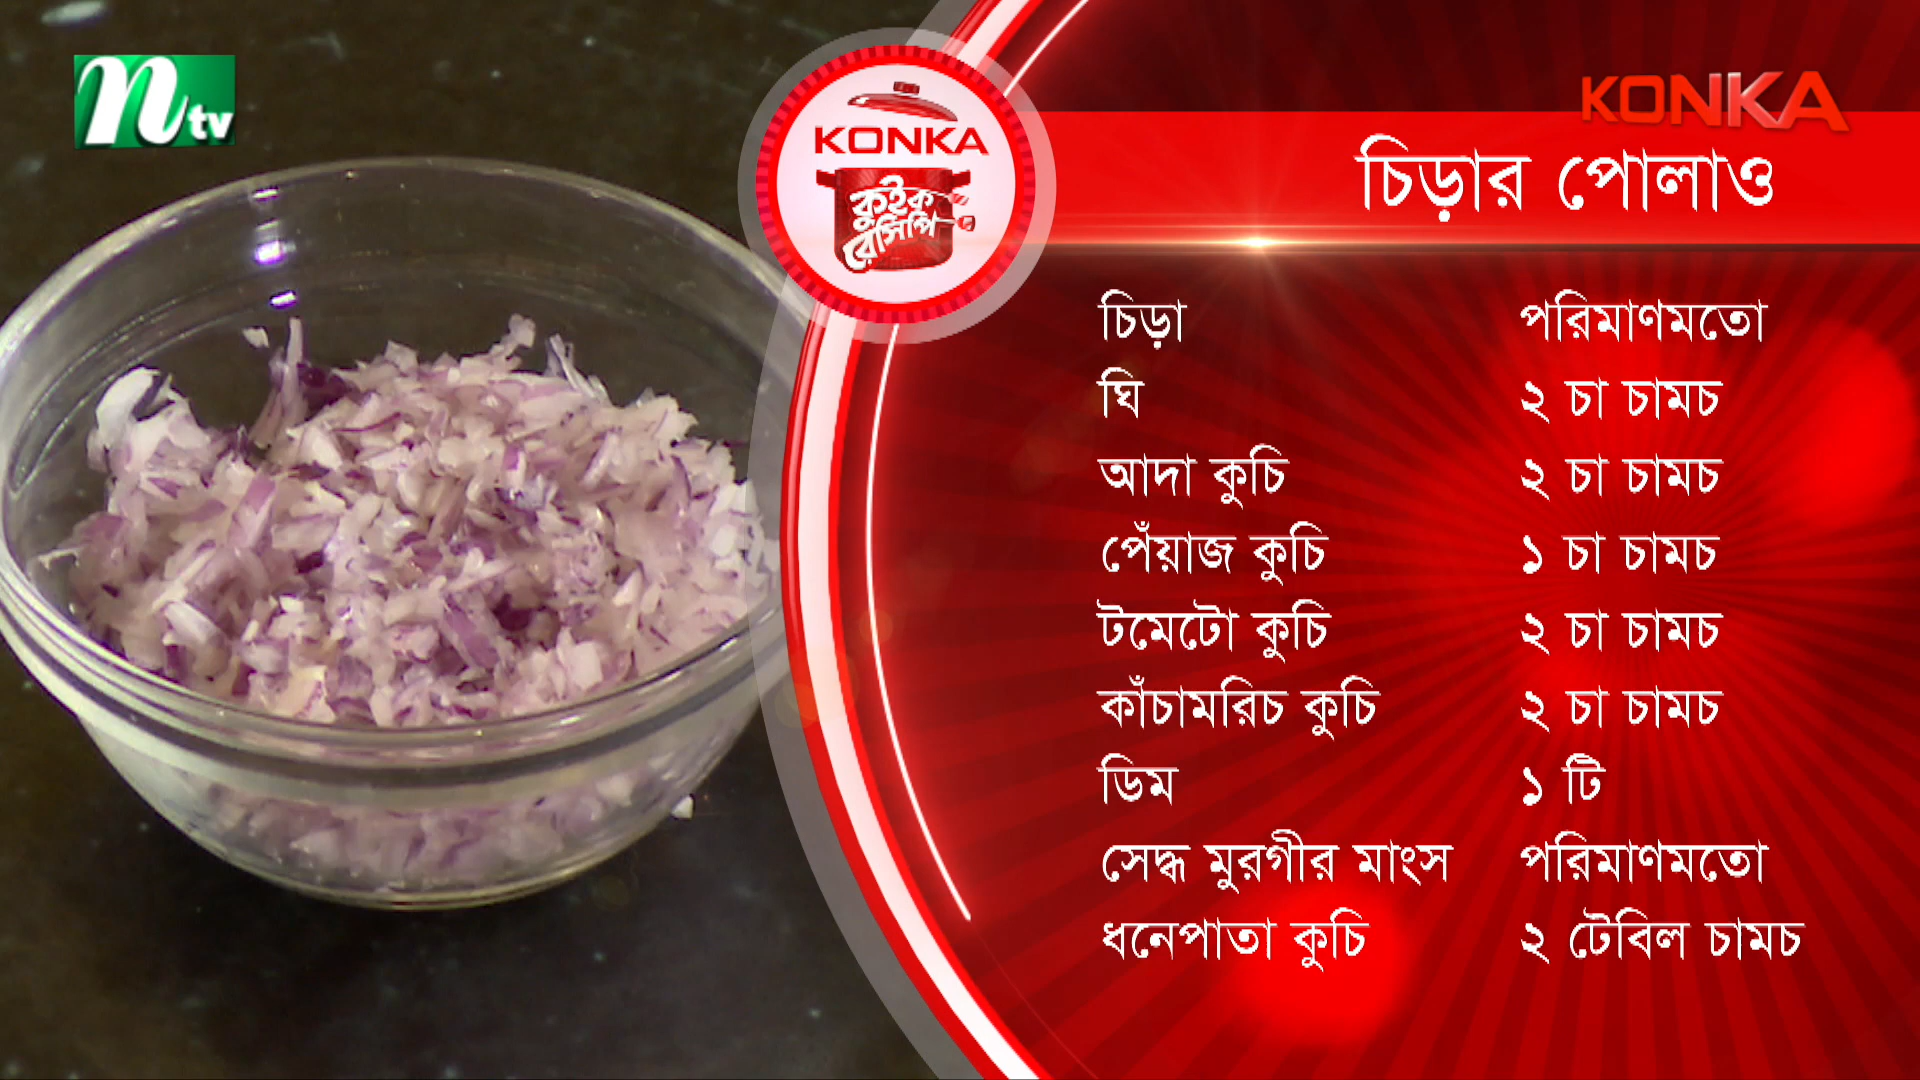 ntv
KONKA
KONKA
কুইক
রেসিপি
চিড়ার পোলাও
চিড়া পরিমাণমতো
ঘি ২ চা চামচ
আদা কুচি ২ চা চামচ
পেঁয়াজ কুচি ১ চা চামচ
টমেটো কুচি ২ চা চামচ
কাঁচামরিচ কুচি ২ চা চামচ
ডিম ১ টি
সেদ্ধ মুরগীর মাংস পরিমাণমতো
ধনেপাতা কুচি ২ টেবিল চামচ